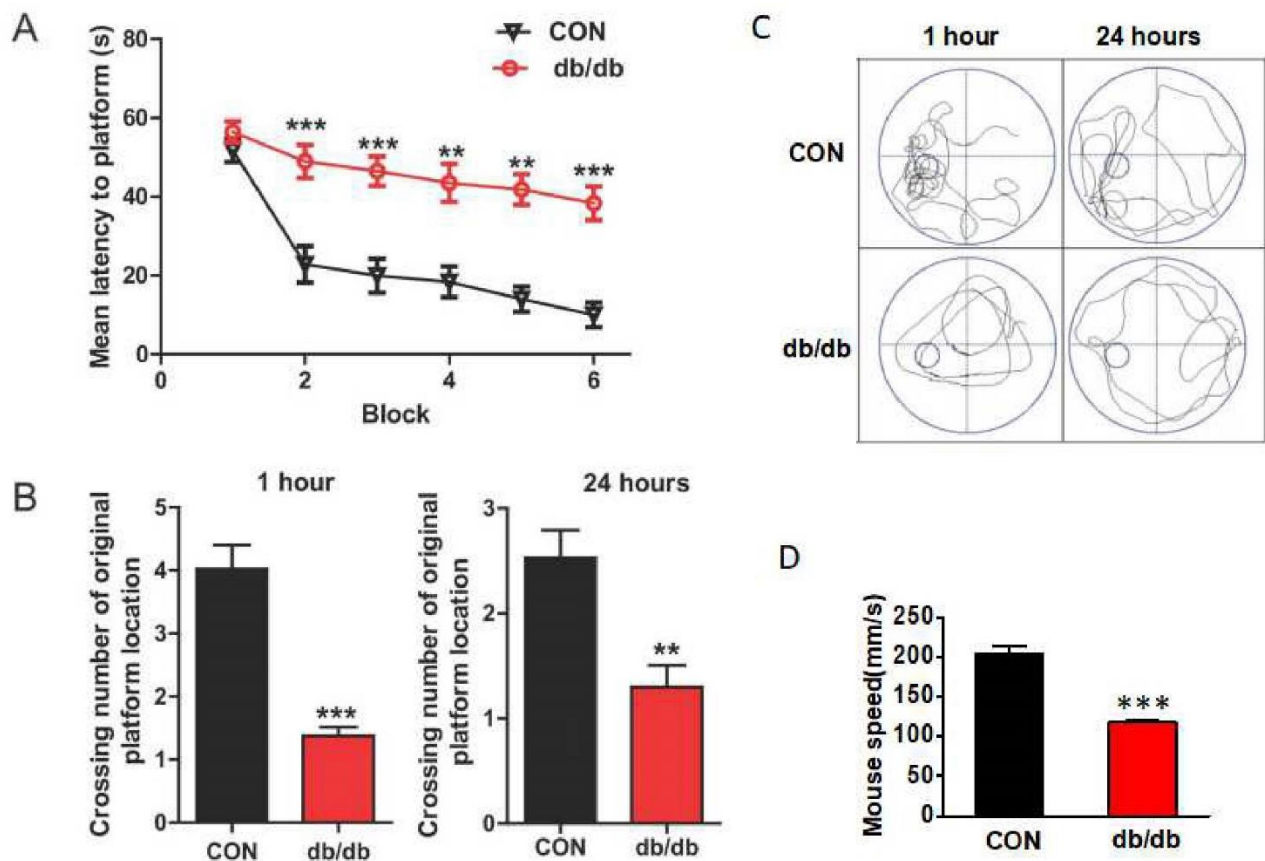 A
Mean latency to platform (s)
80
60
40
20
0
0
2
4
6
Block
CON
db/db
***
***
**
**
***
C
1 hour
24 hours
CON
db/db
B
1 hour
Crossing number of original
platform location
5
4
3
2
1
0
***
CON
db/db
24 hours
Crossing number of original
platform location
3
2
1
0
**
CON
db/db
D
Mouse speed(mm/s)
250
200
150
100
50
0
***
CON
db/db